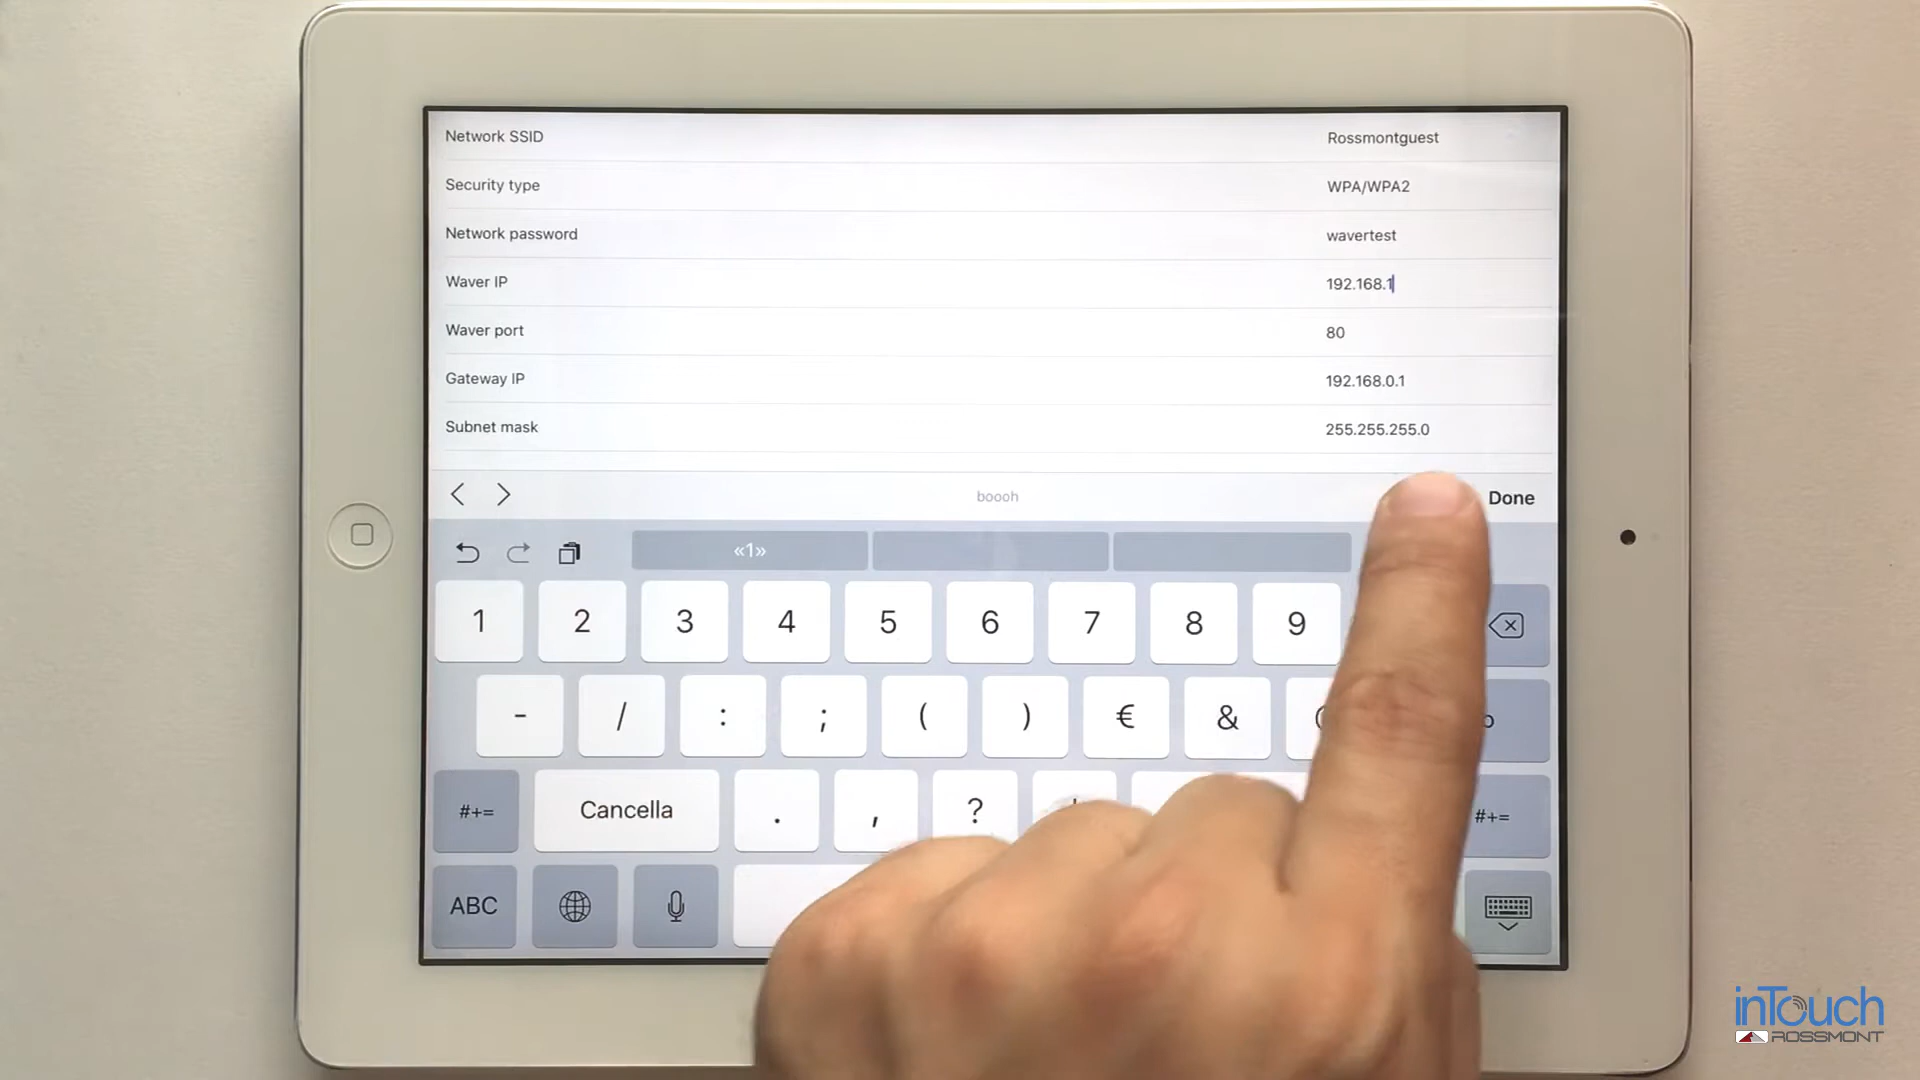 Network SSID Rossmontguest
Security type WPA/WPA2
Network password wavertest
Waver IP 192.168.1
Waver port 80
Gateway IP 192.168.0.1
Subnet mask 255.255.255.0
boooh Done
«1»
1 2 3 4 5 6 7 8 9
- / : ; ( ) € &
#+= Cancella . , ? #+=
ABC
inTouch
ROSSMONT